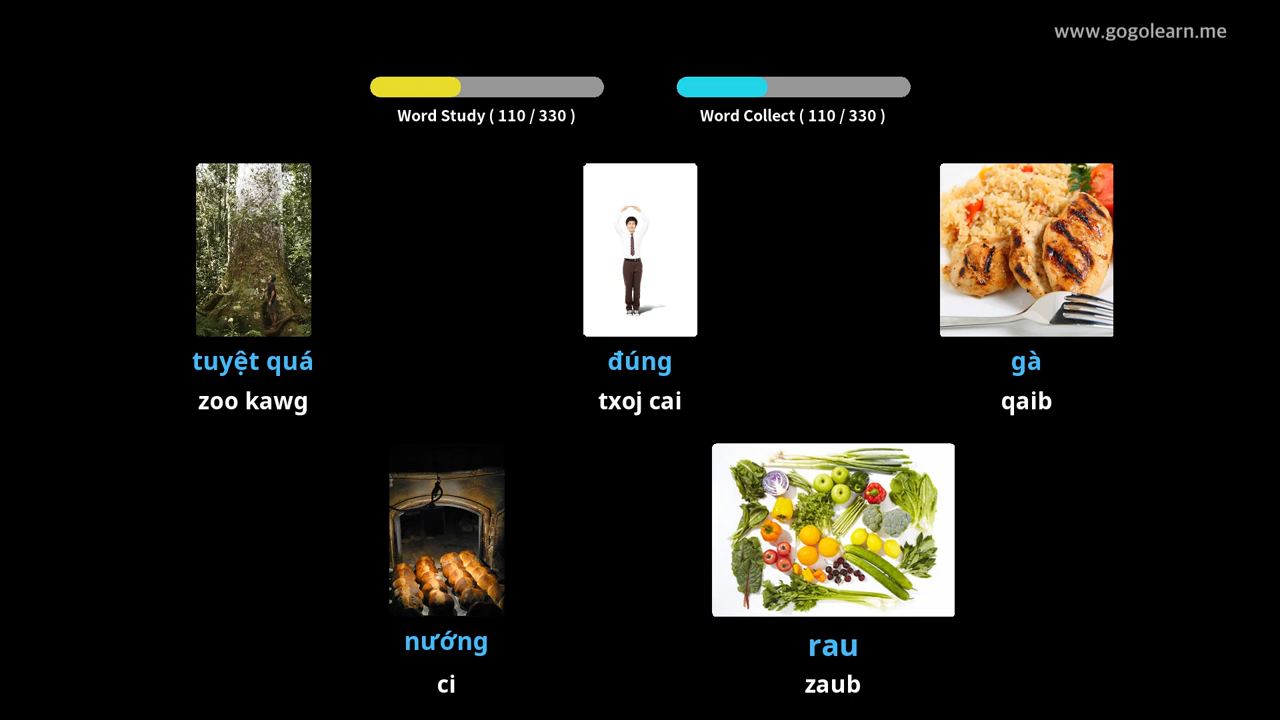 www.gogolearn.me
Word Study ( 110 / 330 )
Word Collect ( 110 / 330 )
tuyệt quá
zoo kawg
đúng
txoj cai
gà
qaib
nướng
ci
rau
zaub